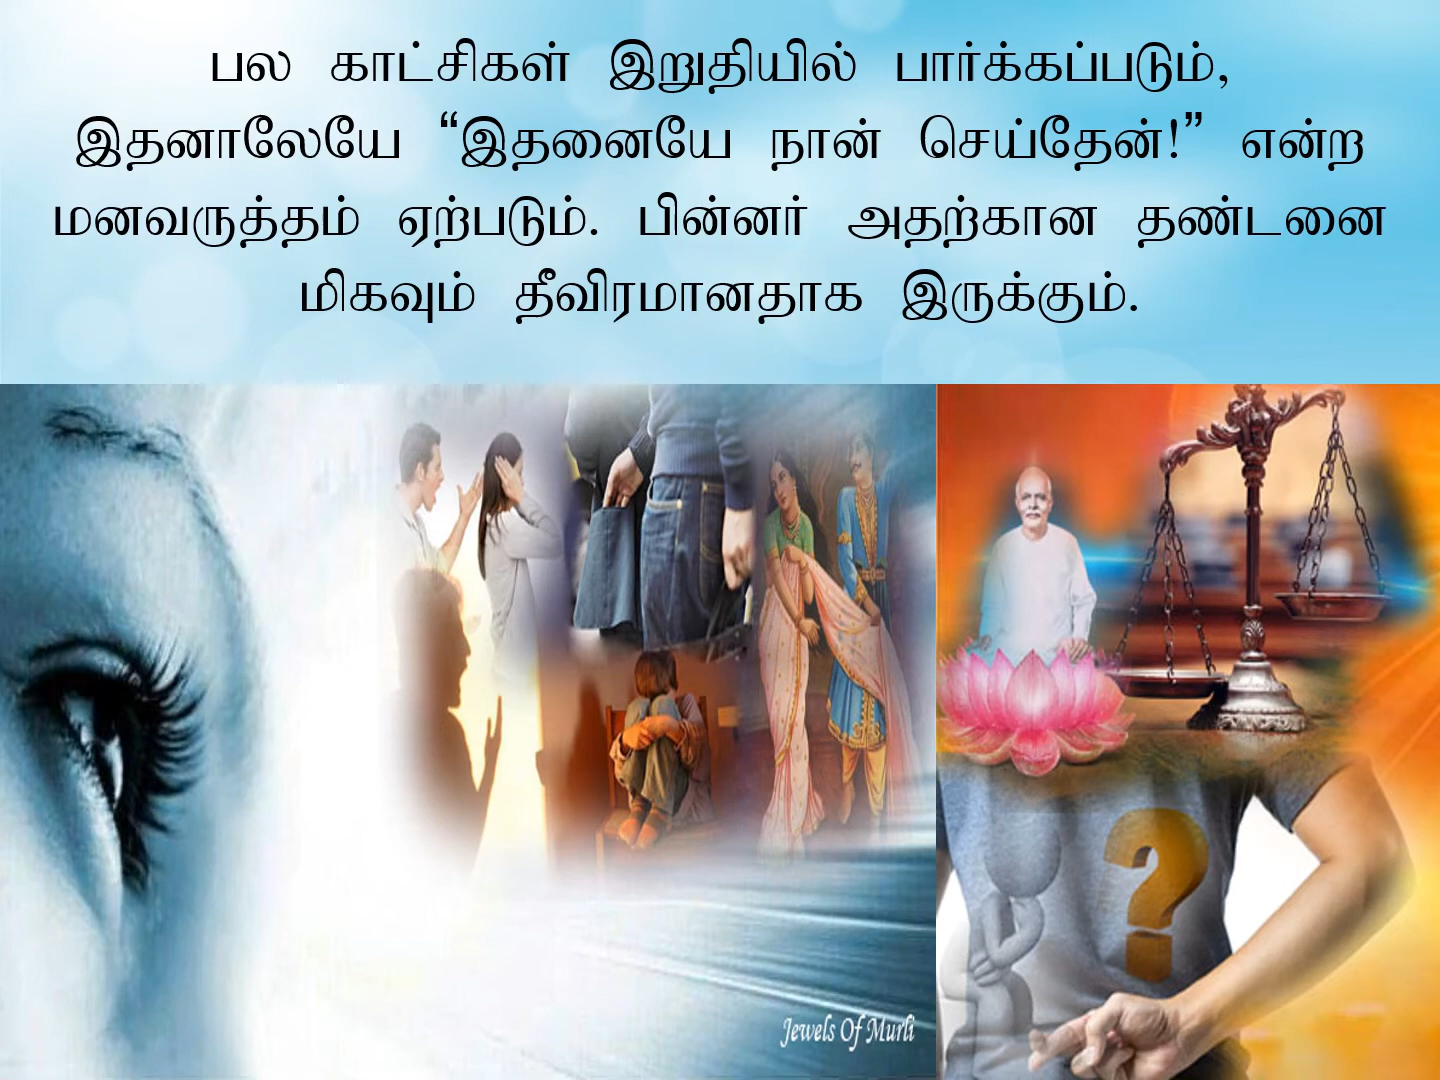 பல காட்சிகள் இறுதியில் பார்க்கப்படும்,
இதனாலேயே “இதனையே நான் செய்தேன்!” என்ற
மனவருத்தம் ஏற்படும். பின்னர் அதற்கான தண்டனை
மிகவும் தீவிரமானதாக இருக்கும்.
?
Jewels Of Murli